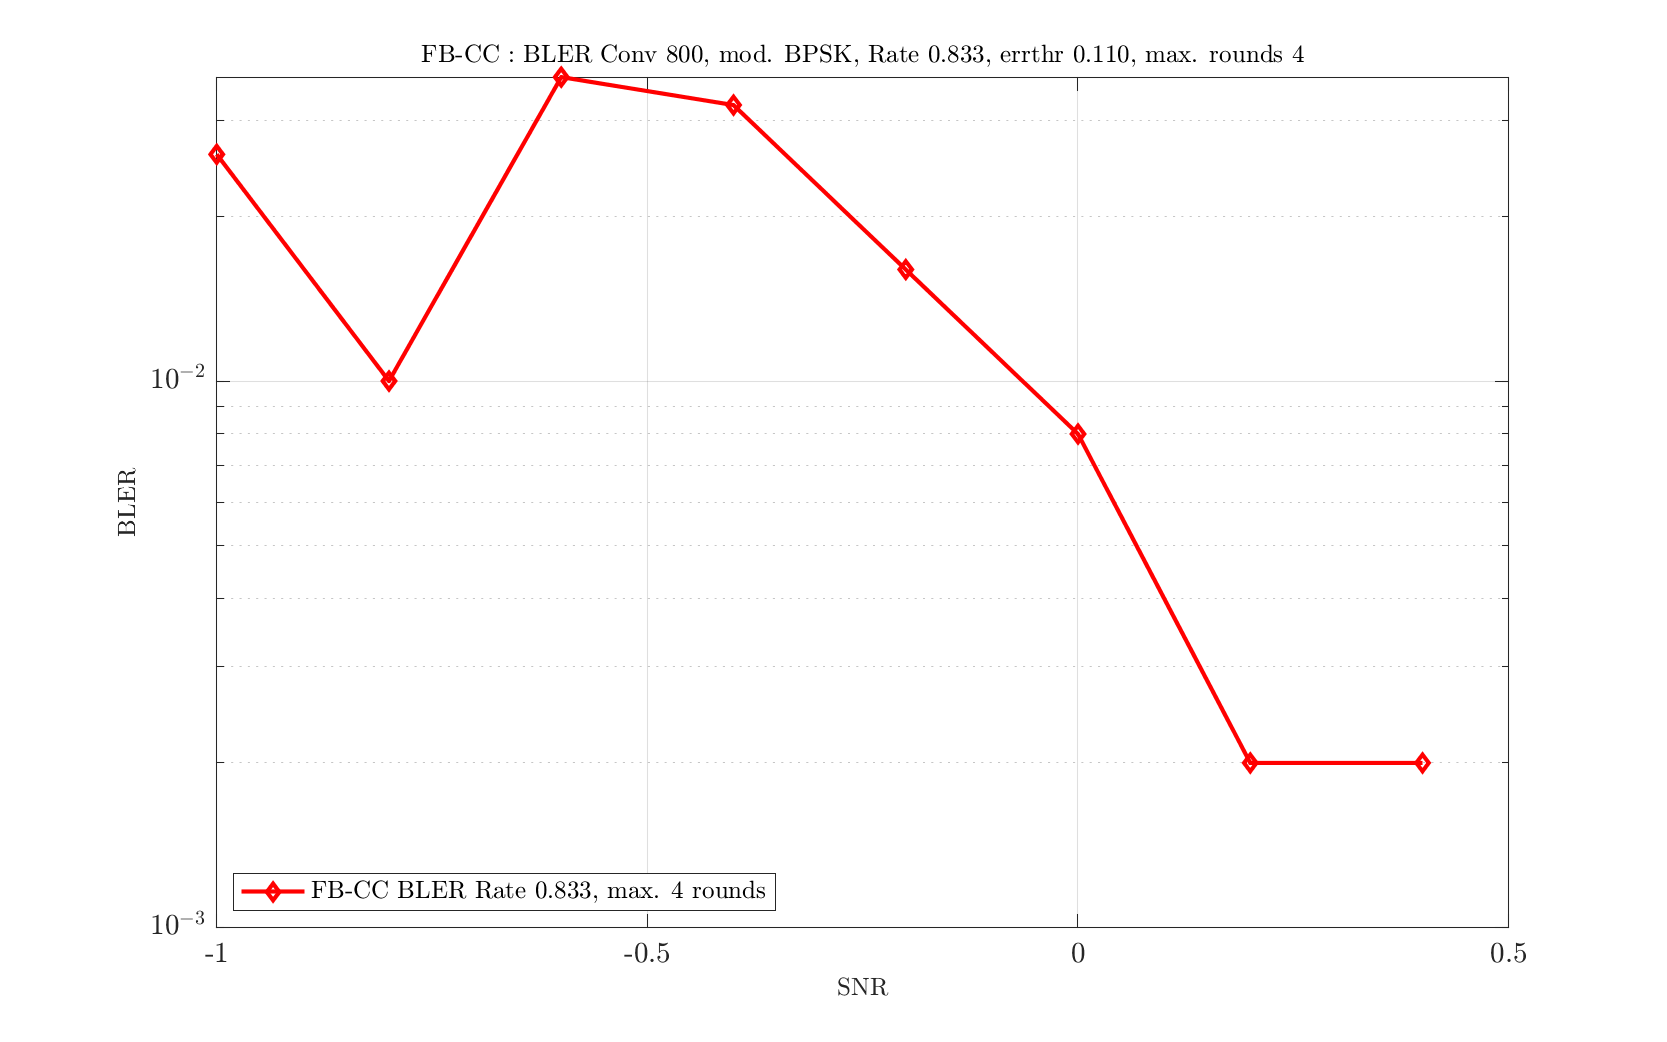 FB-CC : BLER Conv 800, mod. BPSK, Rate 0.833, errthr 0.110, max. rounds 4
10⁻²
BLER
10⁻³
FB-CC BLER Rate 0.833, max. 4 rounds
-1 -0.5 0 0.5
SNR